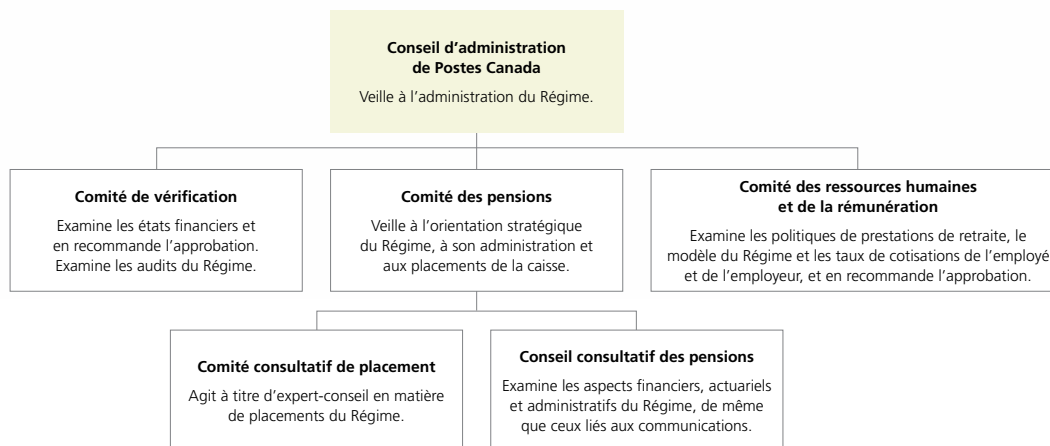 Conseil d’administration
de Postes Canada
Veille à l’administration du Régime.
Comité de vérification
Examine les états financiers et
en recommande l’approbation.
Examine les audits du Régime.
Comité des pensions
Veille à l’orientation stratégique
du Régime, à son administration et
aux placements de la caisse.
Comité des ressources humaines
et de la rémunération
Examine les politiques de prestations de retraite, le
modèle du Régime et les taux de cotisations de l’employé
et de l’employeur, et en recommande l’approbation.
Comité consultatif de placement
Agit à titre d’expert-conseil en matière
de placements du Régime.
Conseil consultatif des pensions
Examine les aspects financiers, actuariels
et administratifs du Régime, de même
que ceux liés aux communications.